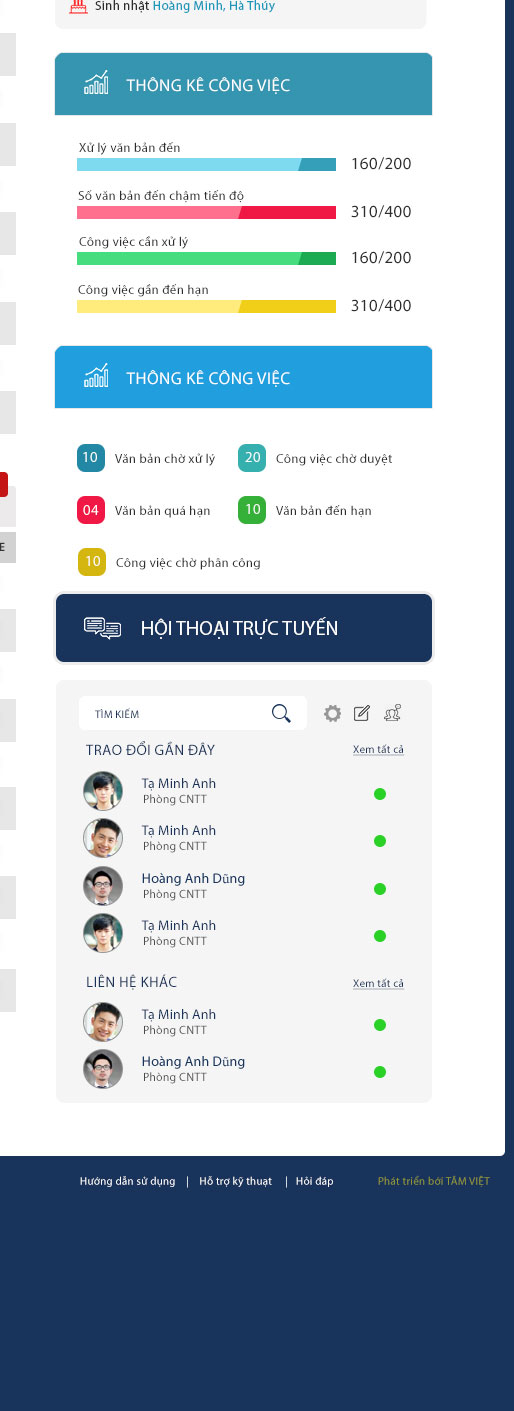 Sinh nhật Hoàng Minh, Hà Thúy
THỐNG KÊ CÔNG VIỆC
Xử lý văn bản đến
160/200
Số văn bản đến chậm tiến độ
310/400
Công việc cần xử lý
160/200
Công việc gần đến hạn
310/400
THỐNG KÊ CÔNG VIỆC
10 Văn bản chờ xử lý
20 Công việc chờ duyệt
04 Văn bản quá hạn
10 Văn bản đến hạn
10 Công việc chờ phân công
E
HỘI THOẠI TRỰC TUYẾN
TÌM KIẾM
TRAO ĐỔI GẦN ĐÂY
Xem tất cả
Tạ Minh Anh
Phòng CNTT
Tạ Minh Anh
Phòng CNTT
Hoàng Anh Dũng
Phòng CNTT
Tạ Minh Anh
Phòng CNTT
LIÊN HỆ KHÁC
Xem tất cả
Tạ Minh Anh
Phòng CNTT
Hoàng Anh Dũng
Phòng CNTT
Hướng dẫn sử dụng | Hỗ trợ kỹ thuạt | Hỏi đáp
Phát triển bởi TÂM VIỆT